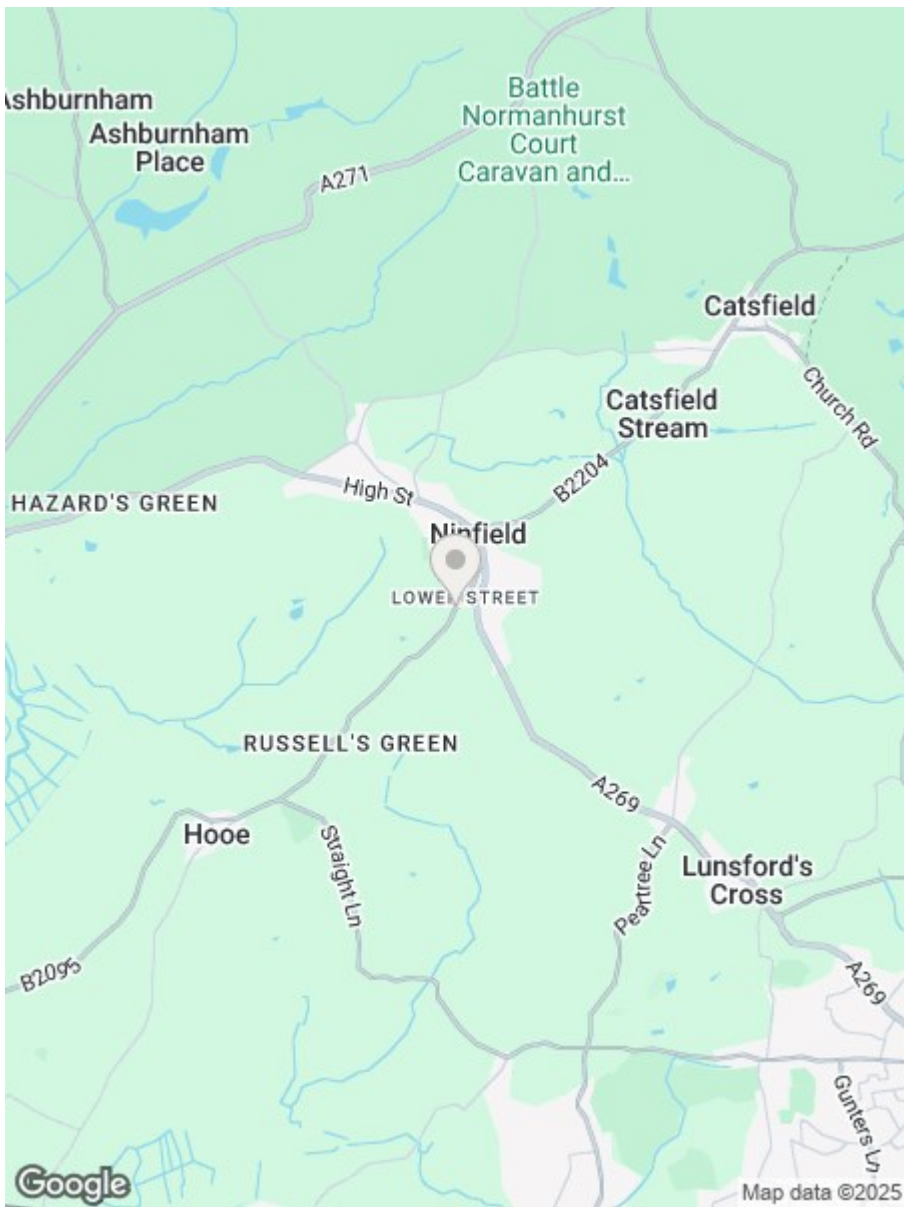 Ashburnham
Ashburnham
Place
Battle
Normanhurst
Court
Caravan and...
A271
Catsfield
Church Rd
Catsfield
Stream
B2204
High St
HAZARD'S GREEN
Ninfield
LOWER STREET
RUSSELL'S GREEN
A269
Hooe
Straight Ln
Peartree Ln
Lunsford's
Cross
B2095
A269
Gunters Ln
Google
Map data ©2025